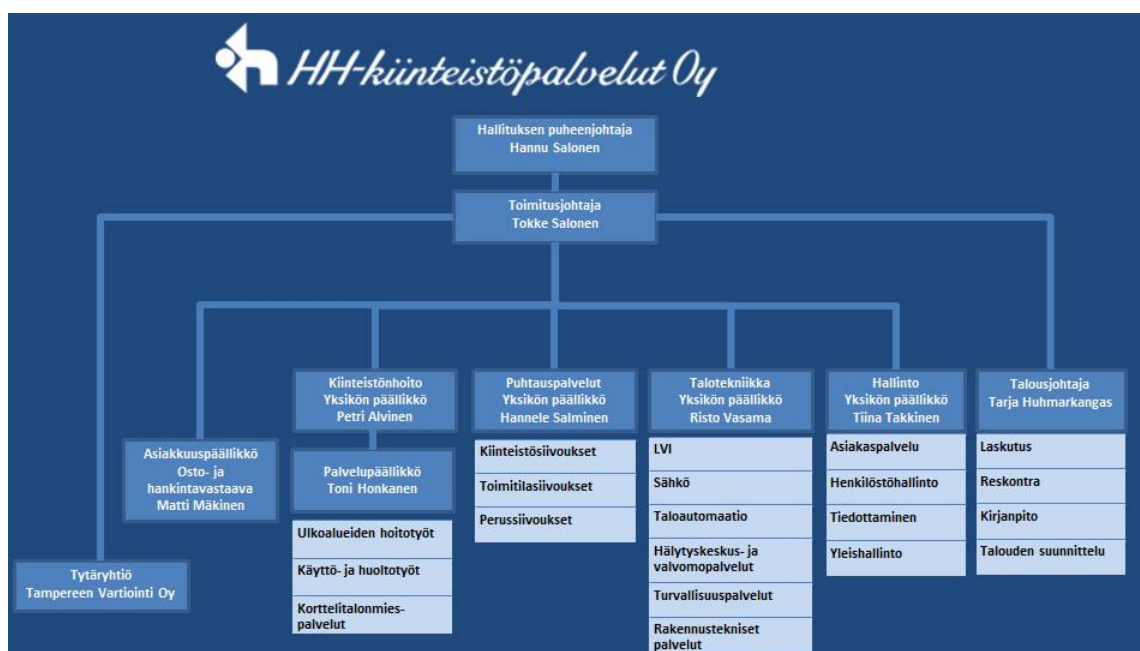 HH-kiinteistöpalvelut Oy
Hallituksen puheenjohtaja
Hannu Salonen
Toimitusjohtaja
Tokke Salonen
Asiakkuuspäällikkö
Osto- ja
hankintavastaava
Matti Mäkinen
Tytäryhtiö
Tampereen Vartiointi Oy
Kiinteistönhoito
Yksikön päällikkö
Petri Alvinen
Palvelupäällikkö
Toni Honkanen
Ulkoalueiden hoitotyöt
Käyttö- ja huoltotyöt
Korttelitalonmies-
palvelut
Puhtauspalvelut
Yksikön päällikkö
Hannele Salminen
Kiinteistösiivoukset
Toimitilasiivoukset
Perussiivoukset
Talotekniikka
Yksikön päällikkö
Risto Vasama
LVI
Sähkö
Taloautomaatio
Hälytyskeskus- ja
valvomopalvelut
Turvallisuuspalvelut
Rakennustekniset
palvelut
Hallinto
Yksikön päällikkö
Tiina Takkinen
Asiakaspalvelu
Henkilöstöhallinto
Tiedottaminen
Yleishallinto
Talousjohtaja
Tarja Huhmarkangas
Laskutus
Reskontra
Kirjanpito
Talouden suunnittelu